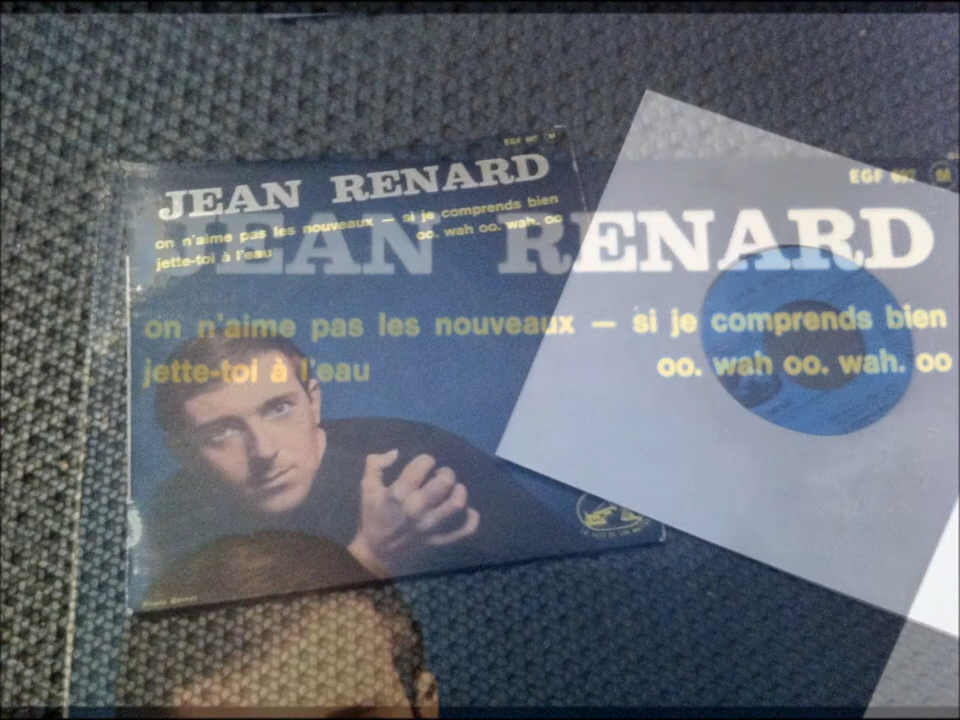 EGF 697 M
JEAN RENARD
on n'aime pas les nouveaux — si je comprends bien
oo. wah oo. wah. oo
jette-toi à l'eau
EGF 697 M
JEAN RENARD
on n'aime pas les nouveaux — si je comprends bien
jette-toi à l'eau oo. wah oo. wah. oo